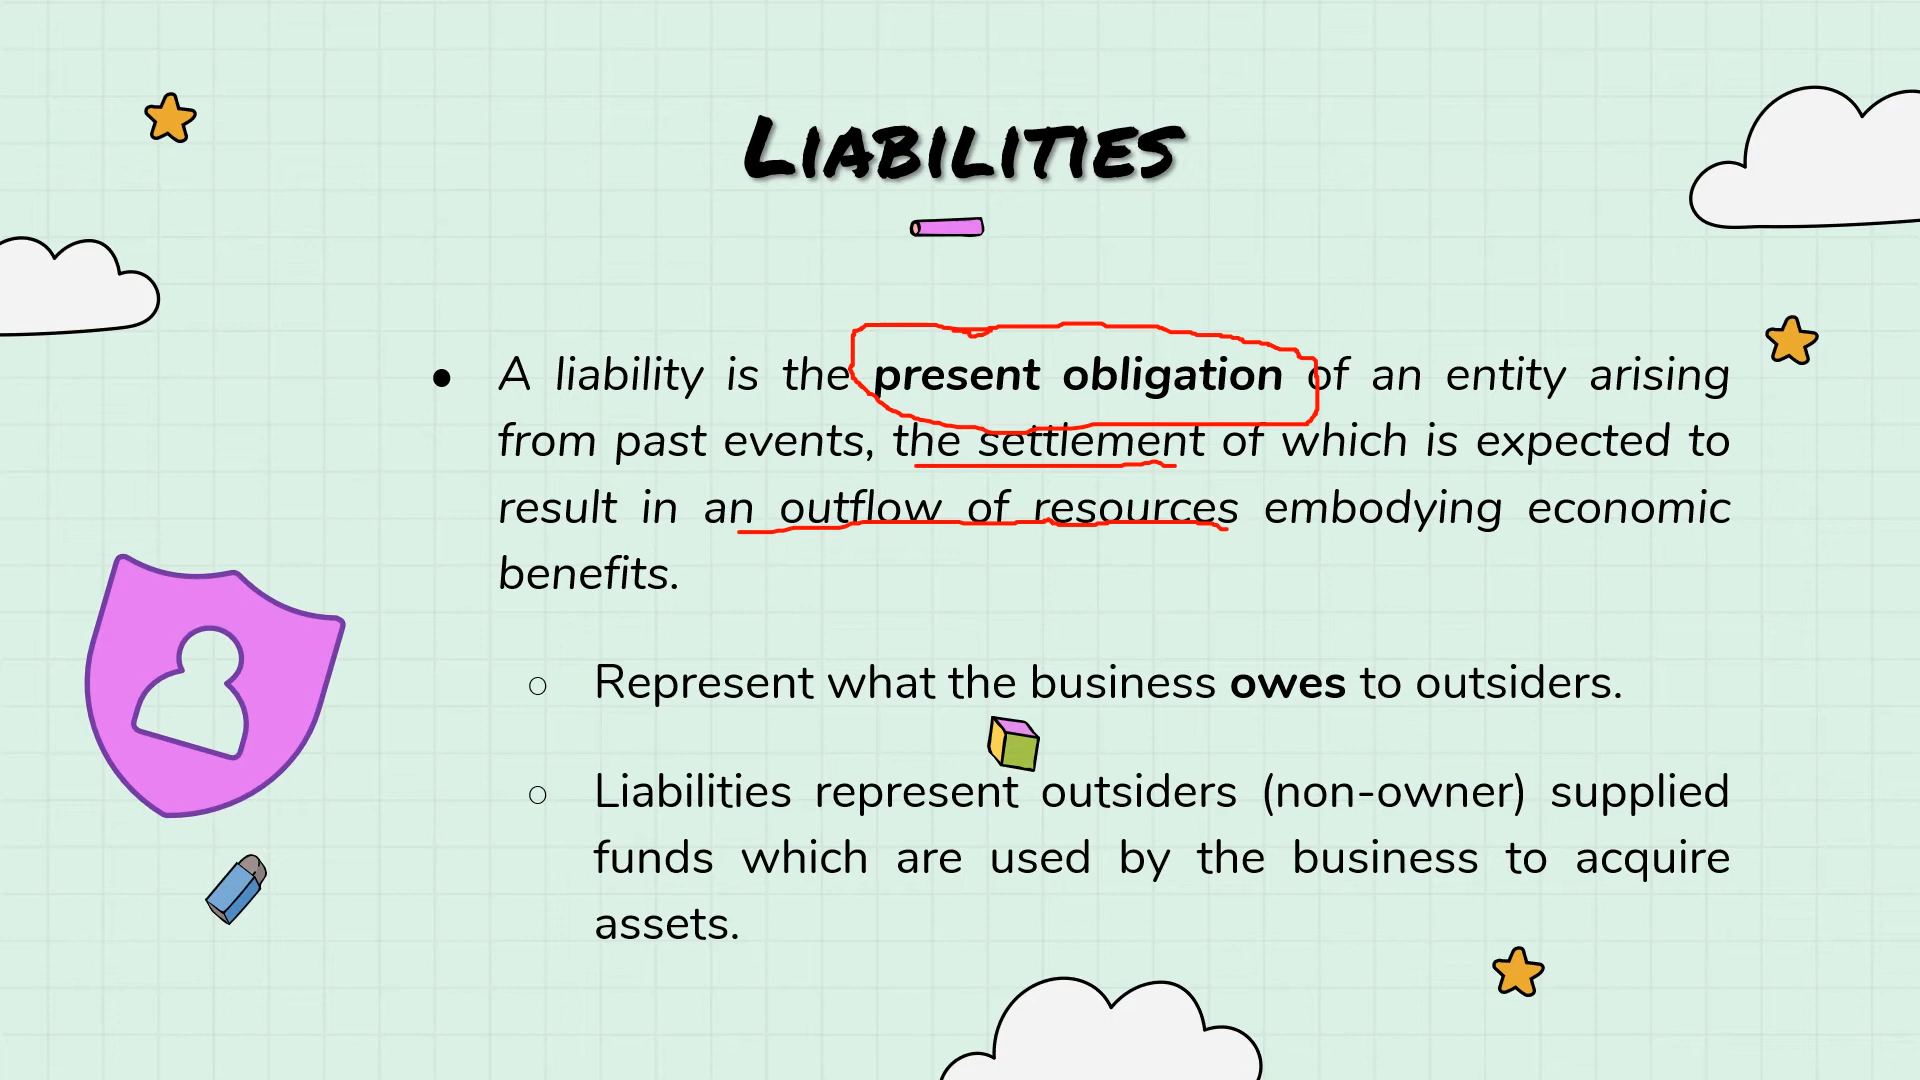 LIABILITIES
● A liability is the present obligation of an entity arising
from past events, the settlement of which is expected to
result in an outflow of resources embodying economic
benefits.
○ Represent what the business owes to outsiders.
○ Liabilities represent outsiders (non-owner) supplied
funds which are used by the business to acquire
assets.